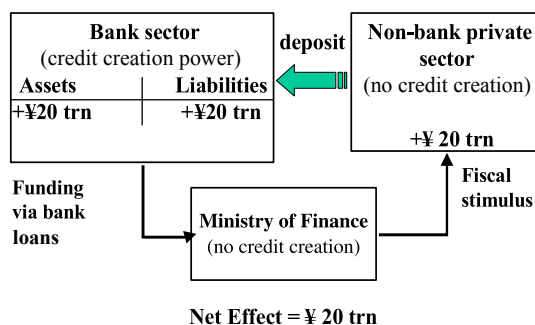 Bank sector
(credit creation power)
Assets Liabilities
+¥20 trn +¥20 trn
deposit
Non-bank private
sector
(no credit creation)
+¥ 20 trn
Funding
via bank
loans
Ministry of Finance
(no credit creation)
Fiscal
stimulus
Net Effect = ¥ 20 trn